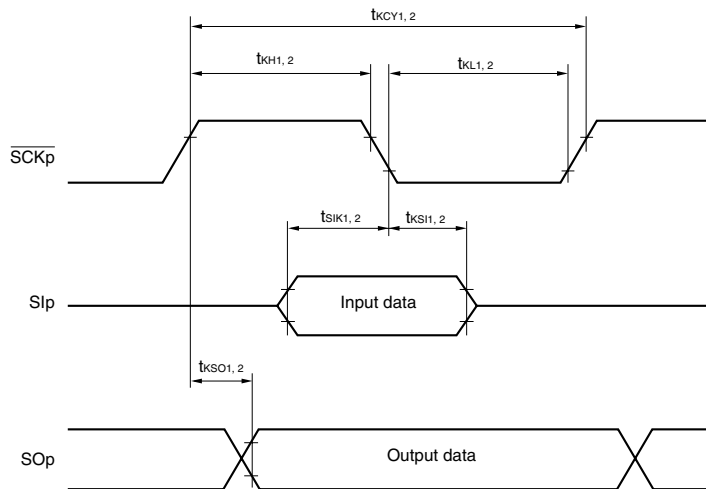 tKCY1, 2
tKH1, 2
tKL1, 2
SCKp
tSIK1, 2
tKSI1, 2
SIp
Input data
tKSO1, 2
SOp
Output data